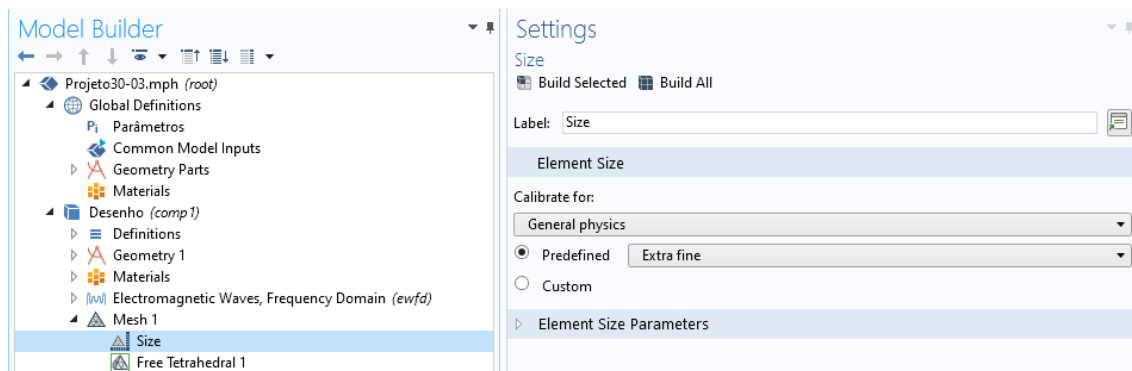 Model Builder
Projeto30-03.mph (root)
Global Definitions
Pi Parâmetros
Common Model Inputs
Geometry Parts
Materials
Desenho (comp1)
Definitions
Geometry 1
Materials
Electromagnetic Waves, Frequency Domain (ewfd)
Mesh 1
Size
Free Tetrahedral 1
Settings
Size
Build Selected Build All
Label: Size
Element Size
Calibrate for:
General physics
Predefined Extra fine
Custom
Element Size Parameters